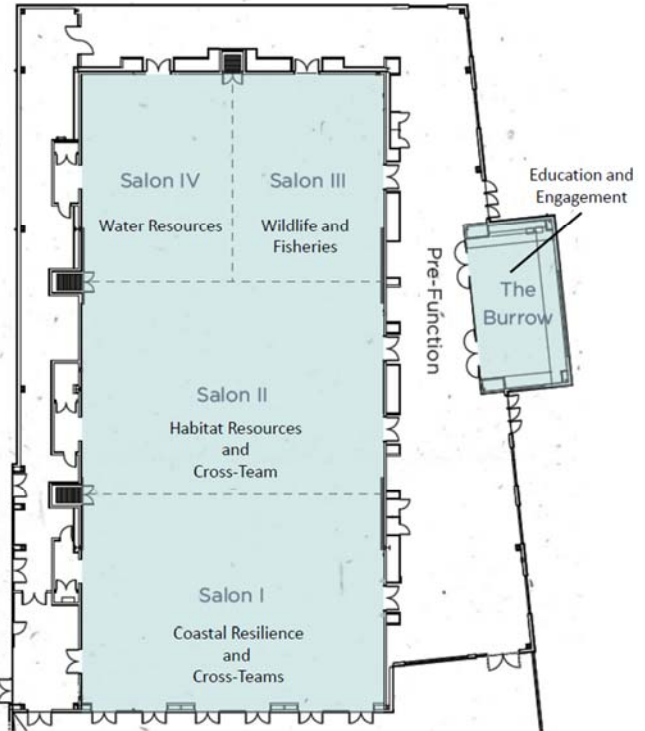 Salon IV
Water Resources
Salon III
Wildlife and
Fisheries
Education and
Engagement
The
Burrow
Pre-Function
Salon II
Habitat Resources
and
Cross-Team
Salon I
Coastal Resilience
and
Cross-Teams